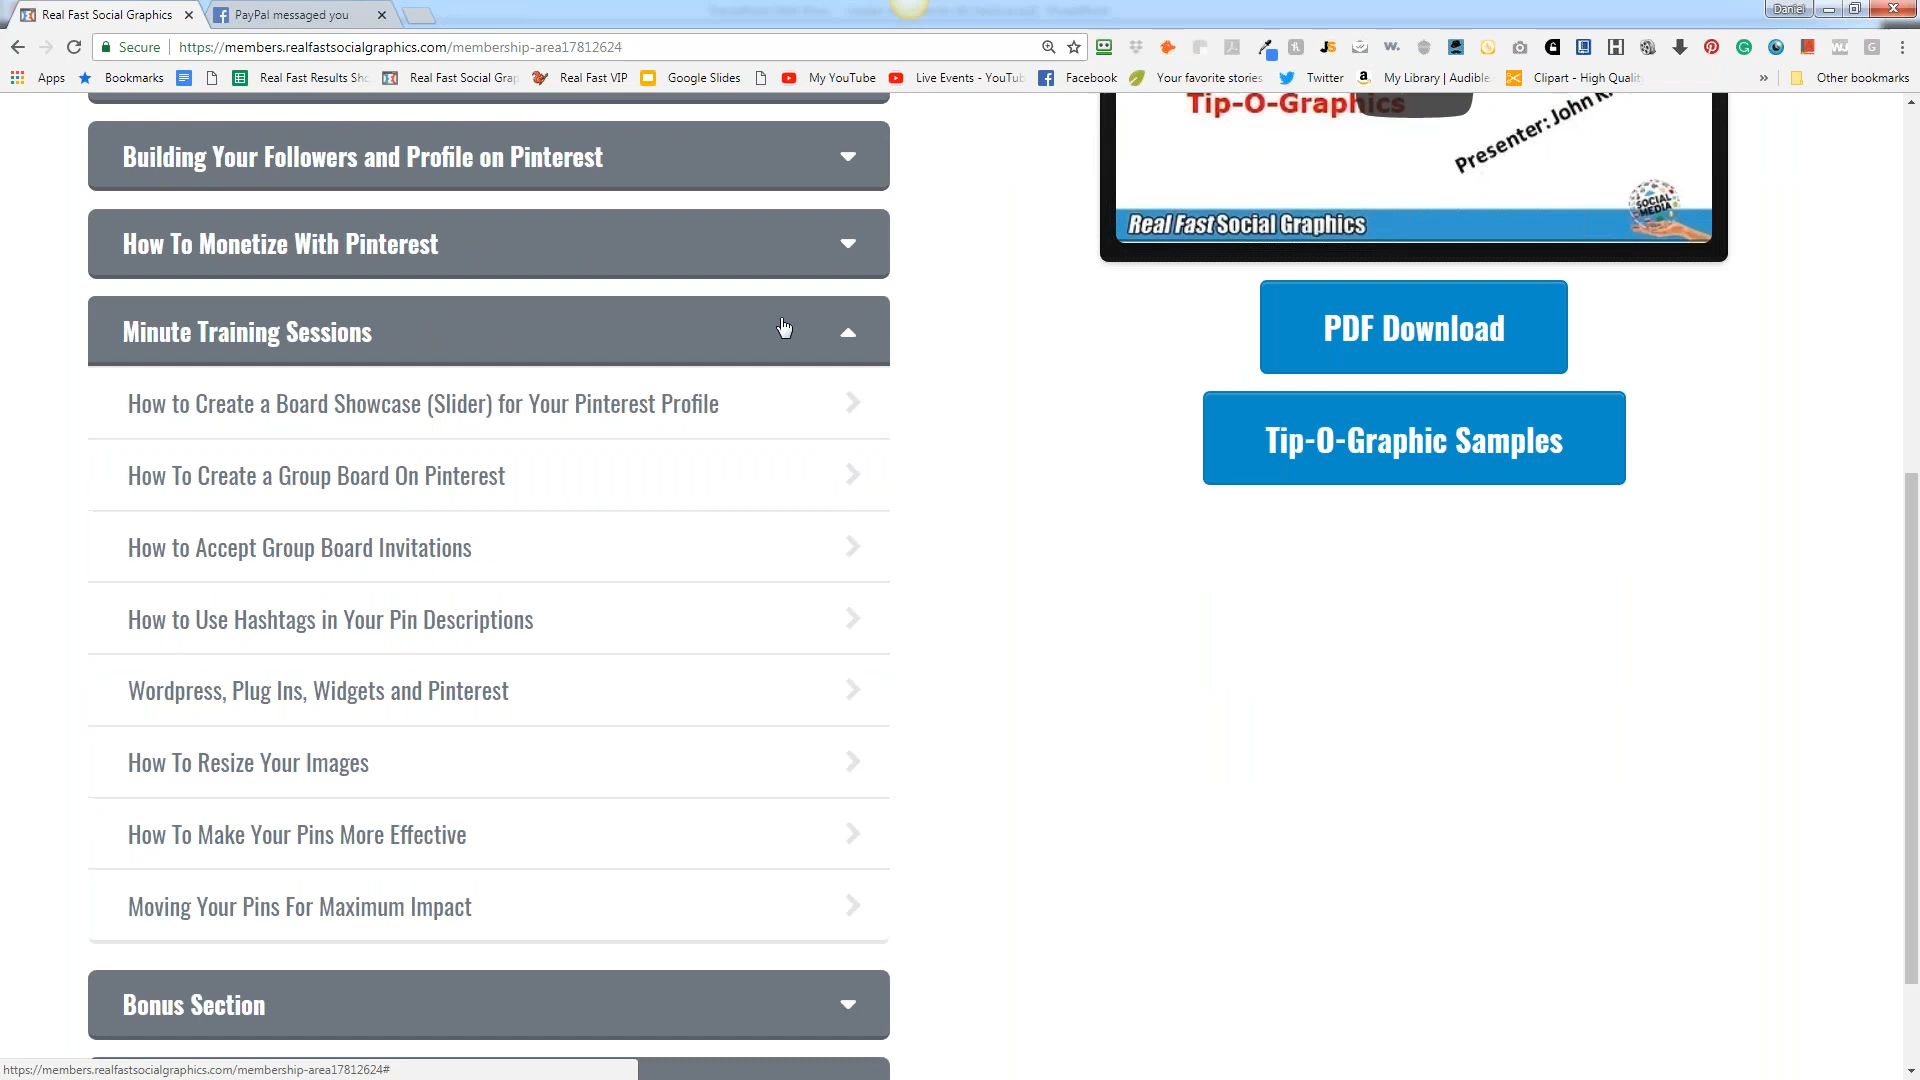 Real Fast Social Graphics
PayPal messaged you
Daniel
Secure
https://members.realfastsocialgraphics.com/membership-area17812624
Apps
Bookmarks
Real Fast Results Sh
Real Fast Social Grap
Real Fast VIP
Google Slides
My YouTube
Live Events - YouTub
Facebook
Your favorite stories
Twitter
My Library | Audible
Clipart - High Qualit
»
Other bookmarks
Building Your Followers and Profile on Pinterest
How To Monetize With Pinterest
Minute Training Sessions
How to Create a Board Showcase (Slider) for Your Pinterest Profile
How To Create a Group Board On Pinterest
How to Accept Group Board Invitations
How to Use Hashtags in Your Pin Descriptions
Wordpress, Plug Ins, Widgets and Pinterest
How To Resize Your Images
How To Make Your Pins More Effective
Moving Your Pins For Maximum Impact
Bonus Section
Tip-O-Graphics
Presenter: John
SOCIAL MEDIA
Real Fast Social Graphics
PDF Download
Tip-O-Graphic Samples
https://members.realfastsocialgraphics.com/membership-area17812624#